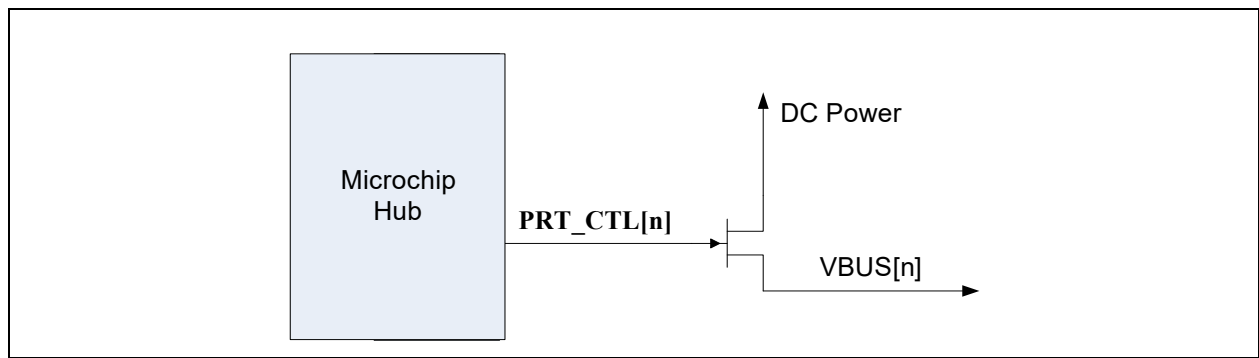 DC Power
Microchip
Hub
PRT_CTL[n]
VBUS[n]